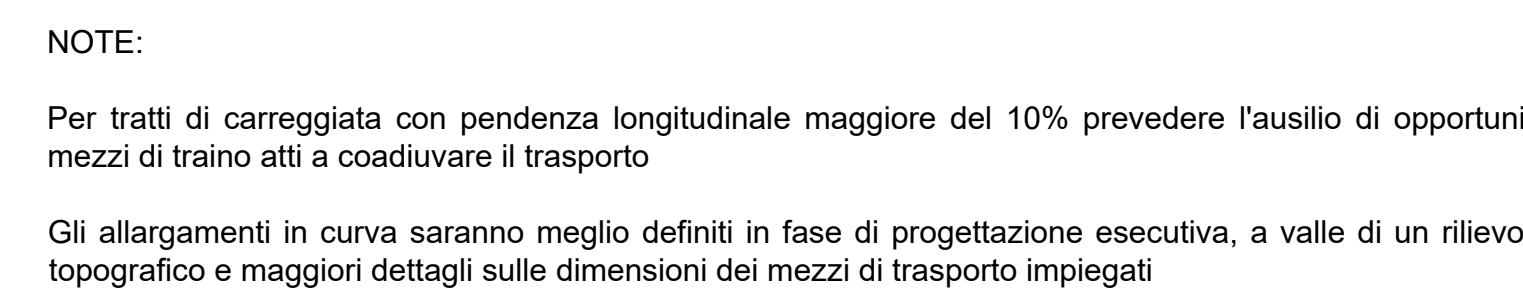 NOTE:
Per tratti di carreggiata con pendenza longitudinale maggiore del 10% prevedere l'ausilio di opportuni
mezzi di traino atti a coadiuvare il trasporto
Gli allargamenti in curva saranno meglio definiti in fase di progettazione esecutiva, a valle di un rilievo
topografico e maggiori dettagli sulle dimensioni dei mezzi di trasporto impiegati